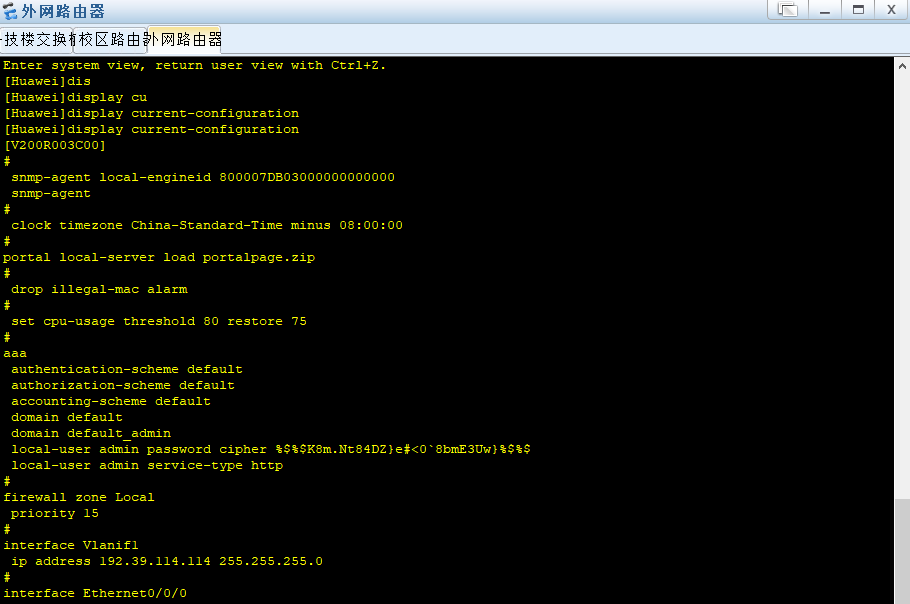 外网路由器
技楼交换机
校区路由器
外网路由器
Enter system view, return user view with Ctrl+Z.
[Huawei]dis
[Huawei]display cu
[Huawei]display current-configuration
[Huawei]display current-configuration
[V200R003C00]
#
snmp-agent local-engineid 800007DB03000000000000
snmp-agent
#
clock timezone China-Standard-Time minus 08:00:00
#
portal local-server load portalpage.zip
#
drop illegal-mac alarm
#
set cpu-usage threshold 80 restore 75
#
aaa
authentication-scheme default
authorization-scheme default
accounting-scheme default
domain default
domain default_admin
local-user admin password cipher %$%$K8m.Nt84DZ}e#<0`8bmE3Uw}%$%$
local-user admin service-type http
#
firewall zone Local
priority 15
#
interface Vlanif1
ip address 192.39.114.114 255.255.255.0
#
interface Ethernet0/0/0